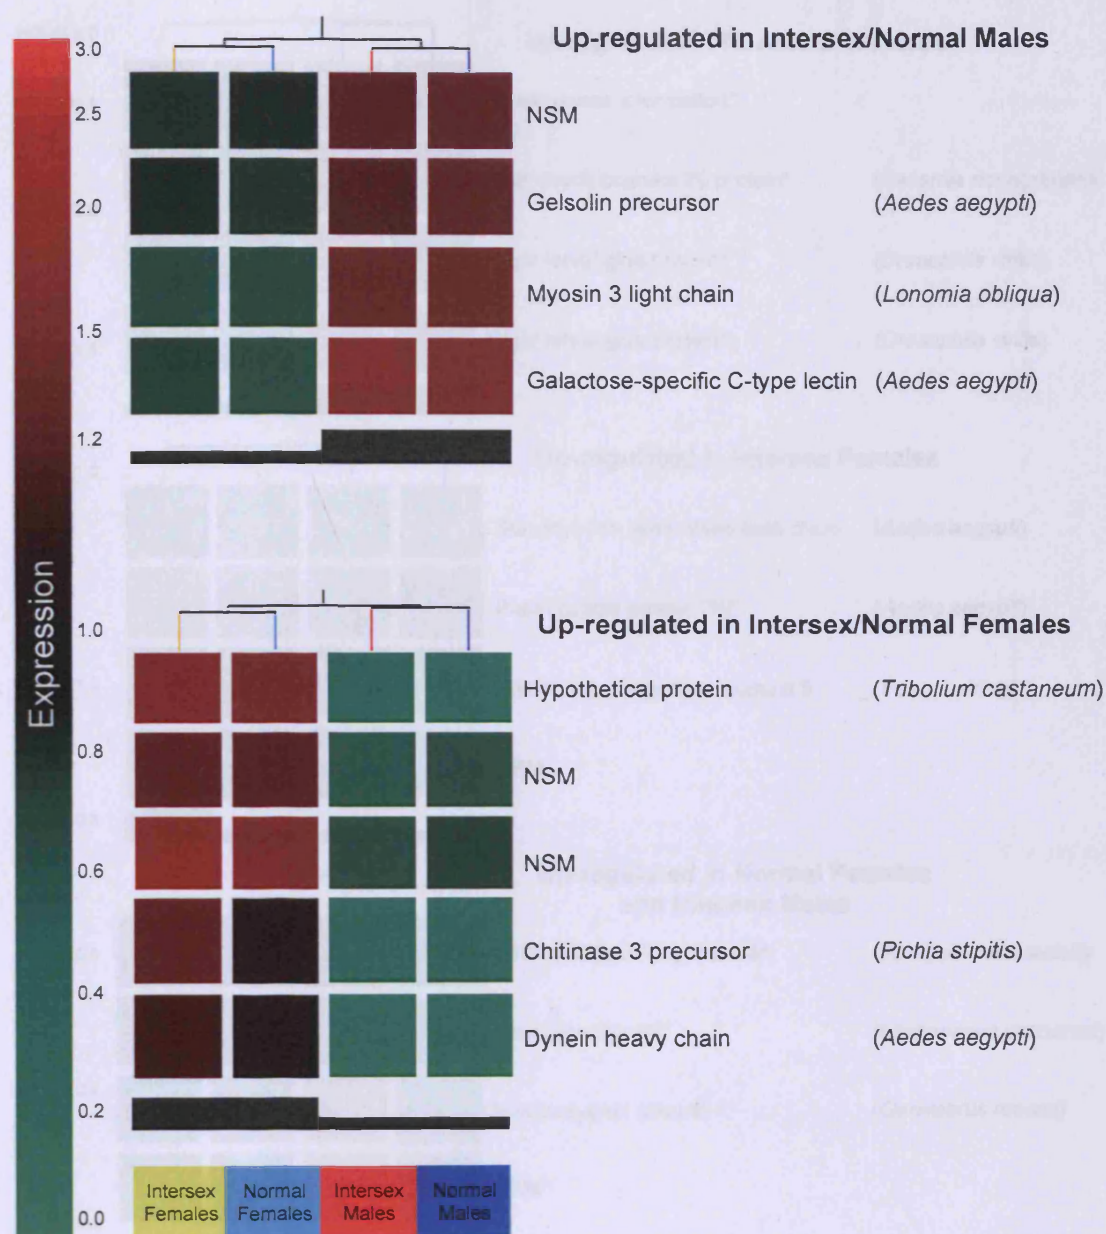 3.0
Up-regulated in Intersex/Normal Males
2.5
NSM
2.0
Gelsolin precursor (Aedes aegypti)
Myosin 3 light chain (Lonomia obliqua)
1.5
Galactose-specific C-type lectin (Aedes aegypti)
1.2
Expression
1.0
Up-regulated in Intersex/Normal Females
Hypothetical protein (Tribolium castaneum)
0.8
NSM
0.6
NSM
Chitinase 3 precursor (Pichia stipitis)
0.4
Dynein heavy chain (Aedes aegypti)
0.2
Intersex Normal Intersex Normal
Females Females Males Males
0.0